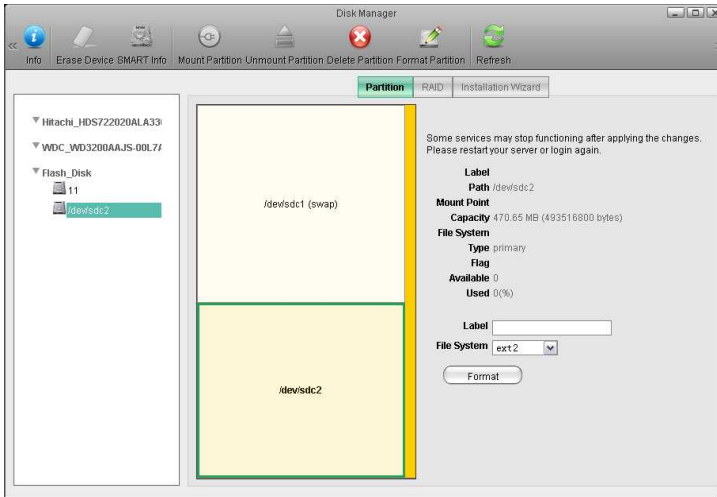 Disk Manager
Info Erase Device SMART Info Mount Partition Unmount Partition Delete Partition Format Partition Refresh
Partition RAID Installation Wizard
Hitachi_HDS722020ALA33
WDC_WD3200AAJS-00L7
Flash_Disk
11
/dev/sdc2
/dev/sdc1 (swap)
/dev/sdc2
Some services may stop functioning after applying the changes.
Please restart your server or login again.
Label
Path /dev/sdc2
Mount Point
Capacity 470.65 MB (493516800 bytes)
File System
Type primary
Flag
Available 0
Used 0(%)
Label
File System ext2
Format